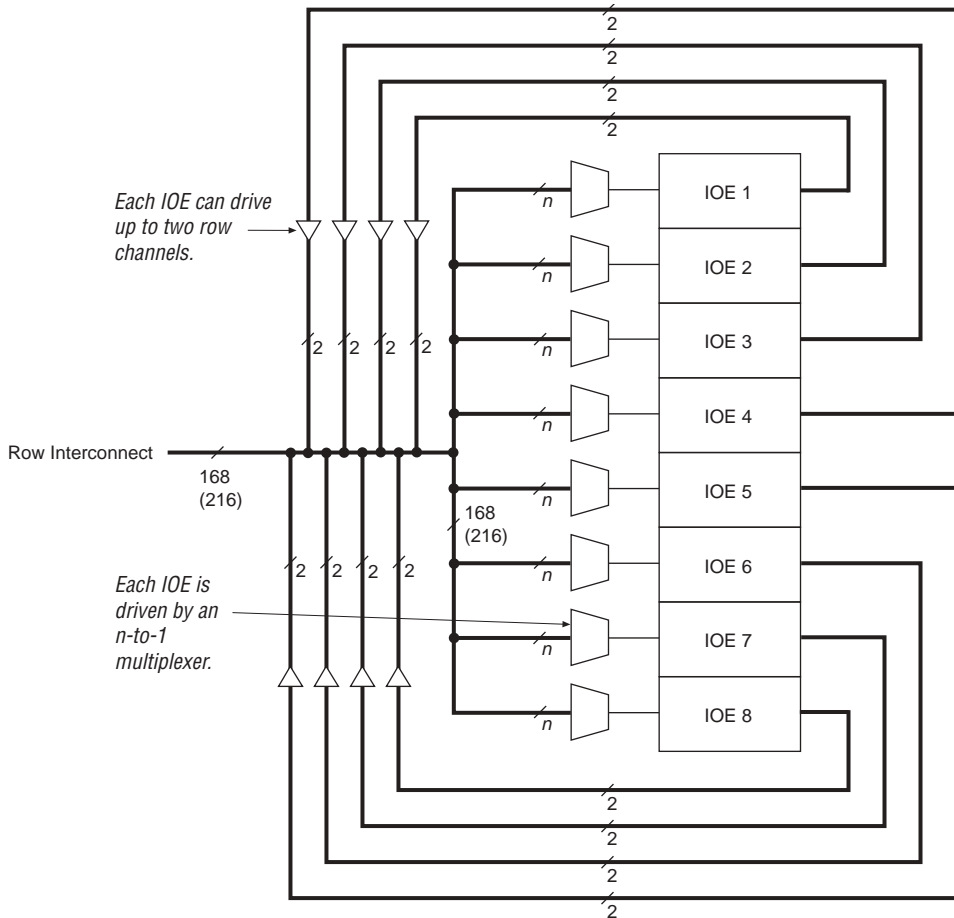 2
2
2
2
Each IOE can drive
up to two row
channels.
n
IOE 1
n
IOE 2
2
2
2
2
n
IOE 3
n
IOE 4
Row Interconnect
168
(216)
n
IOE 5
168
(216)
2
2
2
2
n
IOE 6
Each IOE is
driven by an
n-to-1
multiplexer.
n
IOE 7
n
IOE 8
2
2
2
2